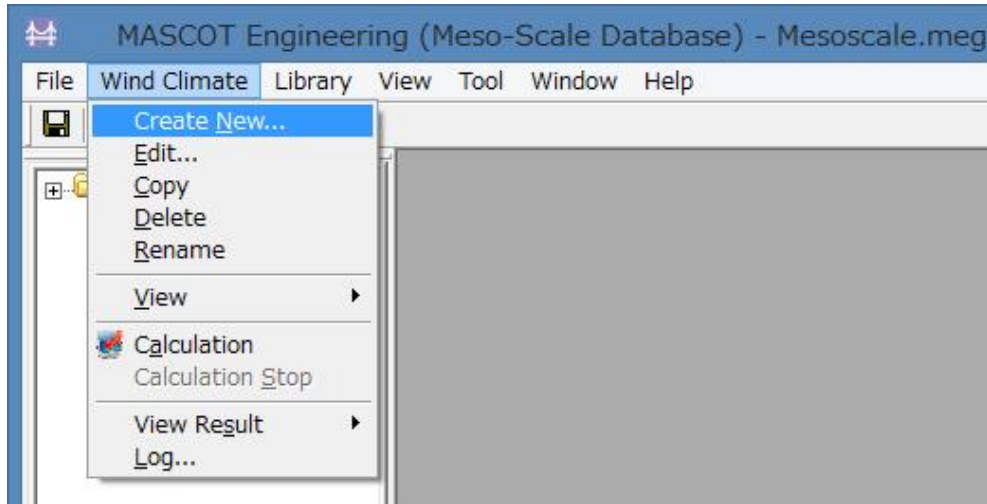 MASCOT Engineering (Meso-Scale Database) - Mesoscale.meg
File Wind Climate Library View Tool Window Help
Create New...
Edit...
Copy
Delete
Rename
View
Calculation
Calculation Stop
View Result
Log...